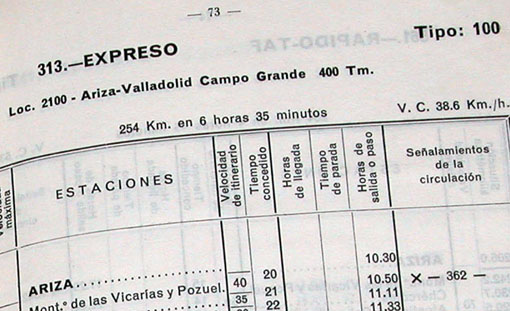 — 73 —
313.—EXPRESO
Tipo: 100
Loc. 2100 - Ariza-Valladolid Campo Grande 400 Tm.
254 Km. en 6 horas 35 minutos
V. C. 38.6 Km./h.
máxima
ESTACIONES
Velocidad de itinerario
Tiempo concedido
Horas de llegada
Tiempo de parada
Horas de salida o paso
Señalamientos de la circulación
ARIZA
10.30
Mont.º de las Vicarías y Pozuel. 40 20 10.50 × — 362 —
35 21 11.11
22 11.33